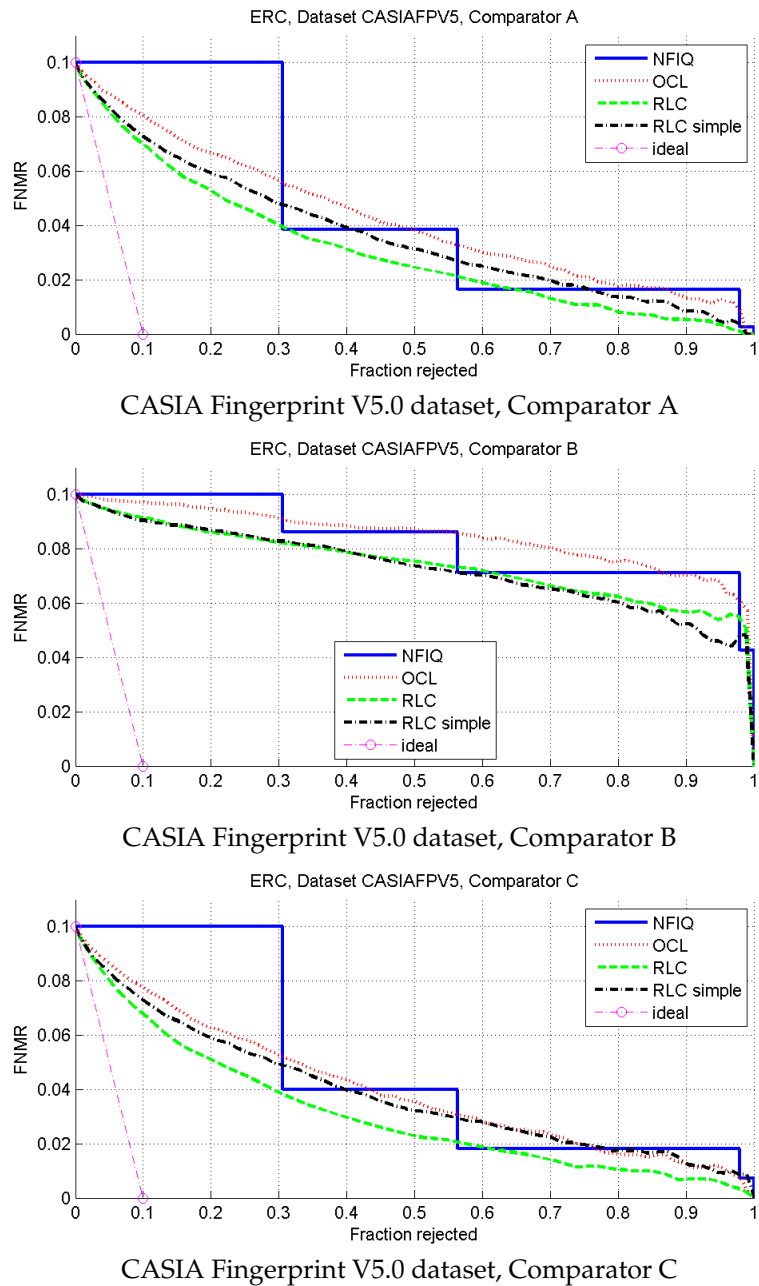 ERC, Dataset CASIAFPV5, Comparator A
FNMR
0.1
0.08
0.06
0.04
0.02
0
NFIQ
OCL
RLC
RLC simple
ideal
0 0.1 0.2 0.3 0.4 0.5 0.6 0.7 0.8 0.9 1
Fraction rejected
CASIA Fingerprint V5.0 dataset, Comparator A
ERC, Dataset CASIAFPV5, Comparator B
FNMR
0.1
0.08
0.06
0.04
0.02
0
NFIQ
OCL
RLC
RLC simple
ideal
0 0.1 0.2 0.3 0.4 0.5 0.6 0.7 0.8 0.9 1
Fraction rejected
CASIA Fingerprint V5.0 dataset, Comparator B
ERC, Dataset CASIAFPV5, Comparator C
FNMR
0.1
0.08
0.06
0.04
0.02
0
NFIQ
OCL
RLC
RLC simple
ideal
0 0.1 0.2 0.3 0.4 0.5 0.6 0.7 0.8 0.9 1
Fraction rejected
CASIA Fingerprint V5.0 dataset, Comparator C